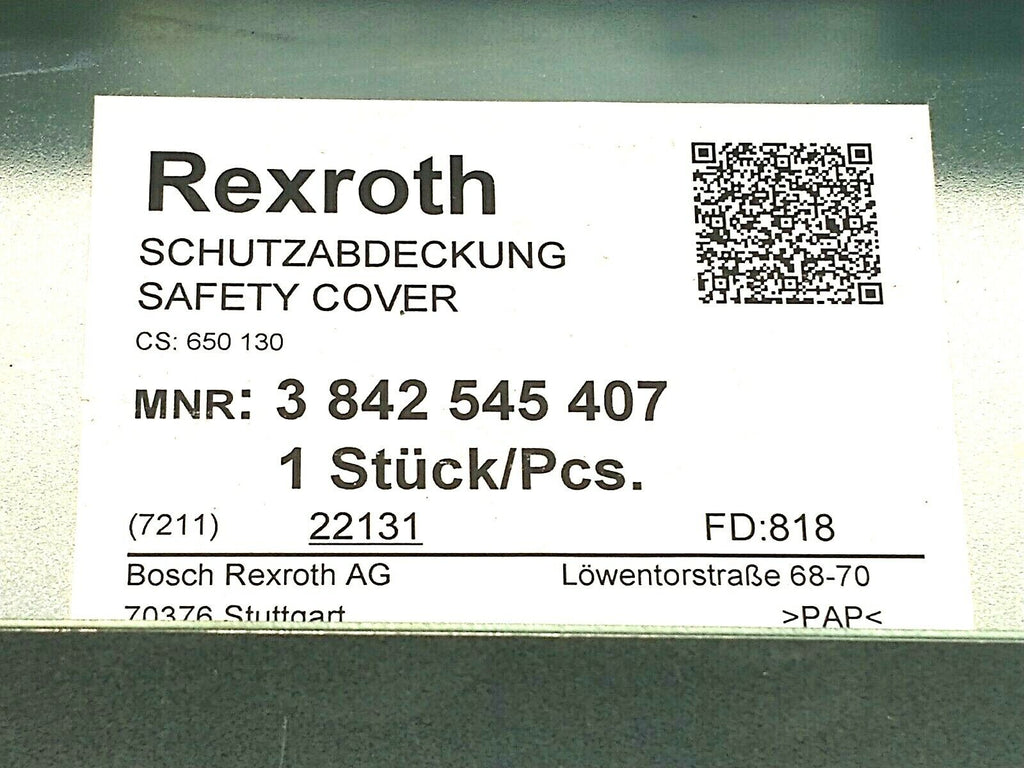 Rexroth
SCHUTZABDECKUNG
SAFETY COVER
CS: 650 130
MNR: 3 842 545 407
1 Stück/Pcs.
(7211) 22131 FD:818
Bosch Rexroth AG Löwentorstraße 68-70
70376 Stuttgart >PAP<